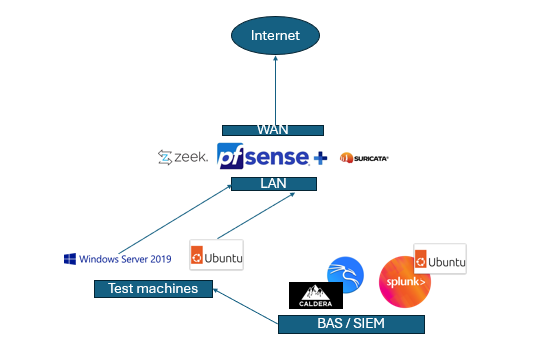 Internet
WAN
zeek.
pfsense+
SURICATA
LAN
Windows Server 2019
Ubuntu
Test machines
CALDERA
splunk>
Ubuntu
BAS / SIEM